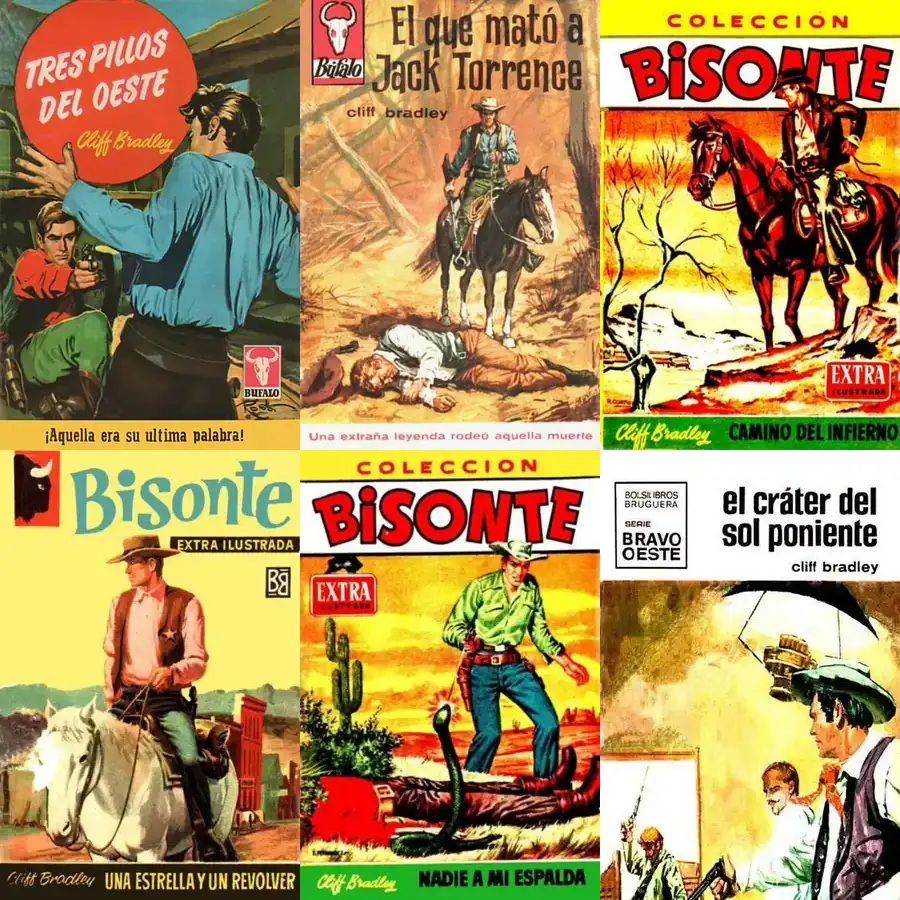 TRES PILLOS
DEL OESTE
Cliff Bradley
BUFALO
¡Aquella era su ultima palabra!
Búfalo
El que mató a
Jack Torrence
cliff bradley
Una extraña leyenda rodeó aquella muerte
COLECCIÓN
BISONTE
EXTRA
ILUSTRADA
Cliff Bradley CAMINO DEL INFIERNO
Bisonte
EXTRA ILUSTRADA
BB
Cliff Bradley UNA ESTRELLA Y UN REVOLVER
COLECCION
BISONTE
EXTRA
ILUSTRADA
Cliff Bradley NADIE A MI ESPALDA
BOLSILIBROS
BRUGUERA
SERIE
BRAVO
OESTE
el cráter del
sol poniente
cliff bradley